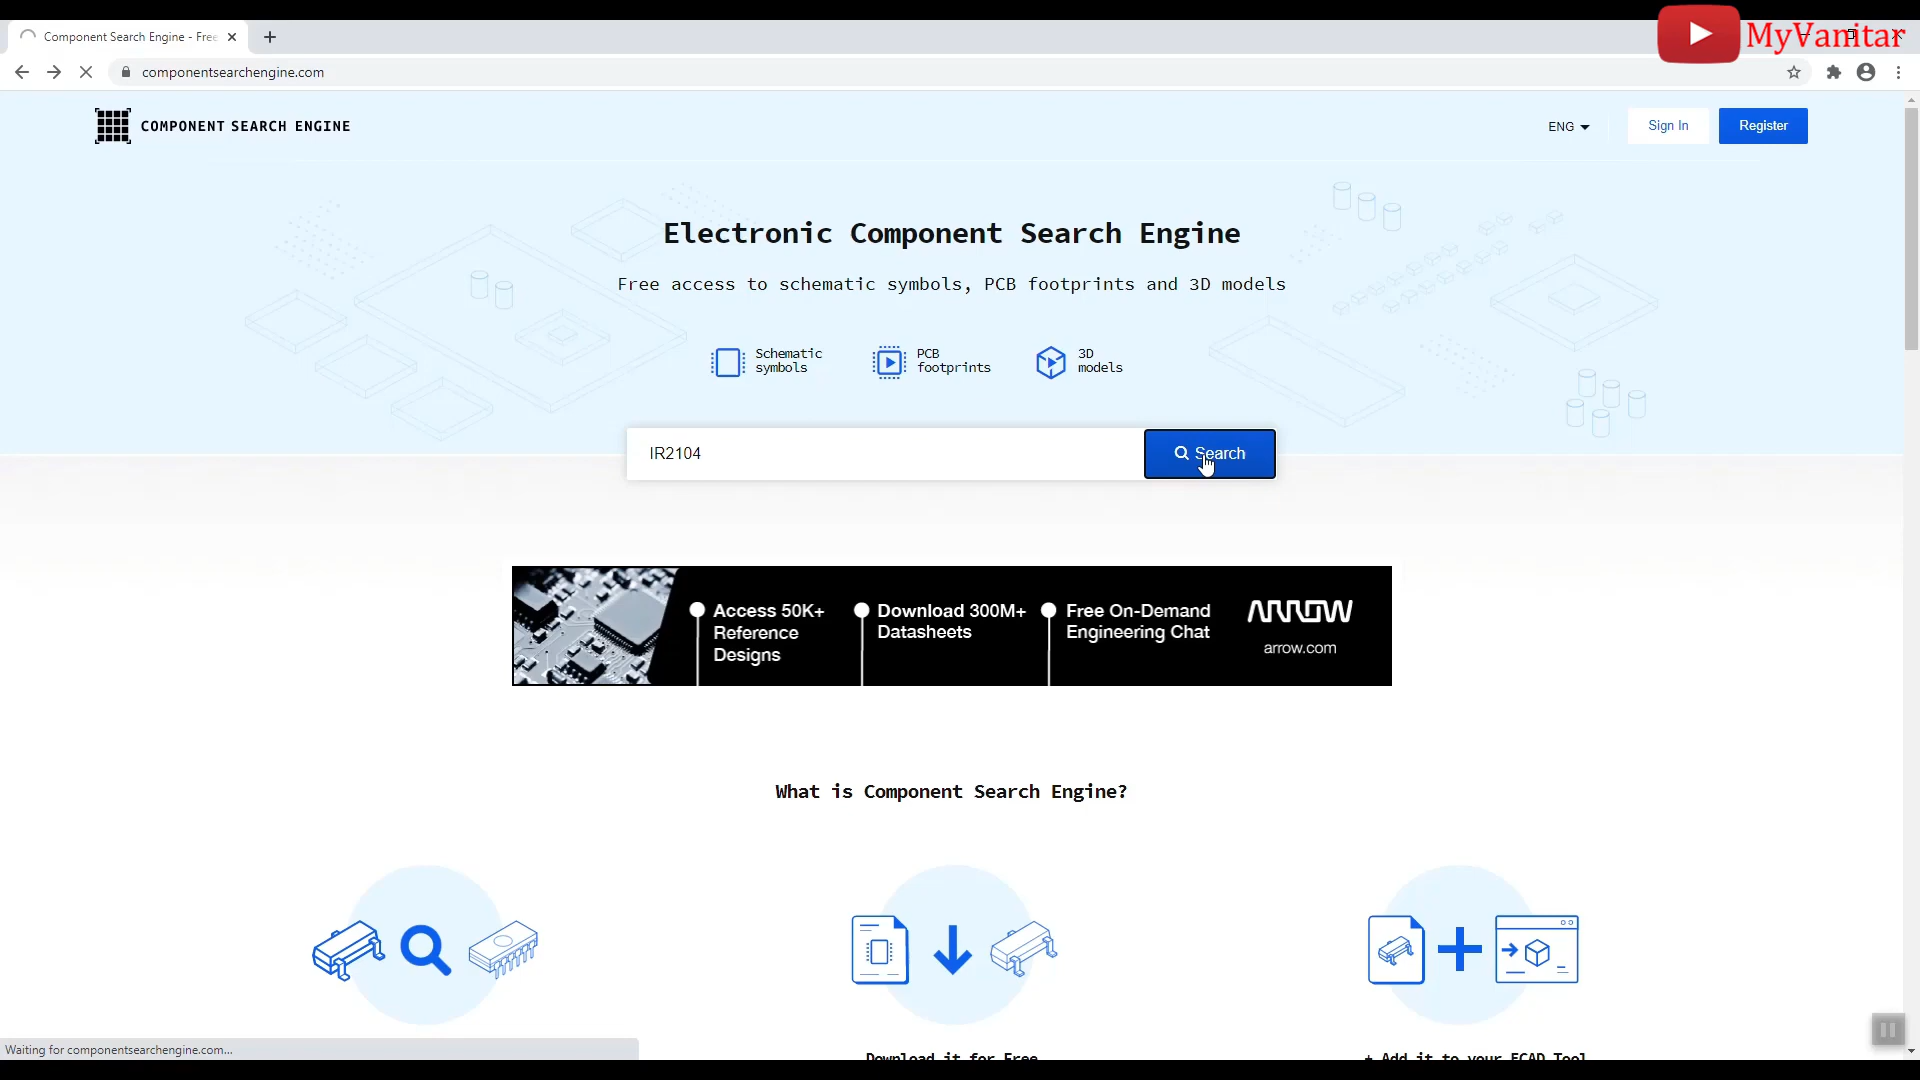 Component Search Engine - Free
MyVanitar
componentsearchengine.com
COMPONENT SEARCH ENGINE
ENG
Sign In
Register
Electronic Component Search Engine
Free access to schematic symbols, PCB footprints and 3D models
Schematic
symbols
PCB
footprints
3D
models
IR2104
Search
Access 50K+
Reference
Designs
Download 300M+
Datasheets
Free On-Demand
Engineering Chat
ARROW
arrow.com
What is Component Search Engine?
Download it for Free
+ Add it to your ECAD Tool
Waiting for componentsearchengine.com...